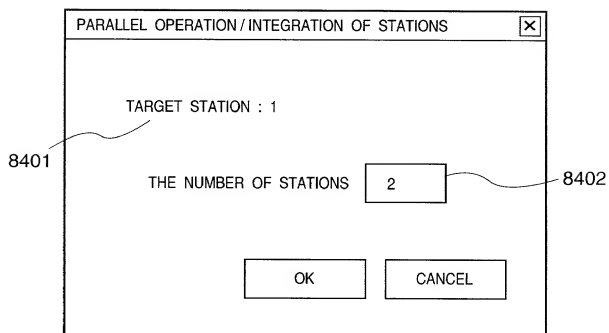 PARALLEL OPERATION / INTEGRATION OF STATIONS
TARGET STATION : 1
8401
THE NUMBER OF STATIONS 2
8402
OK CANCEL